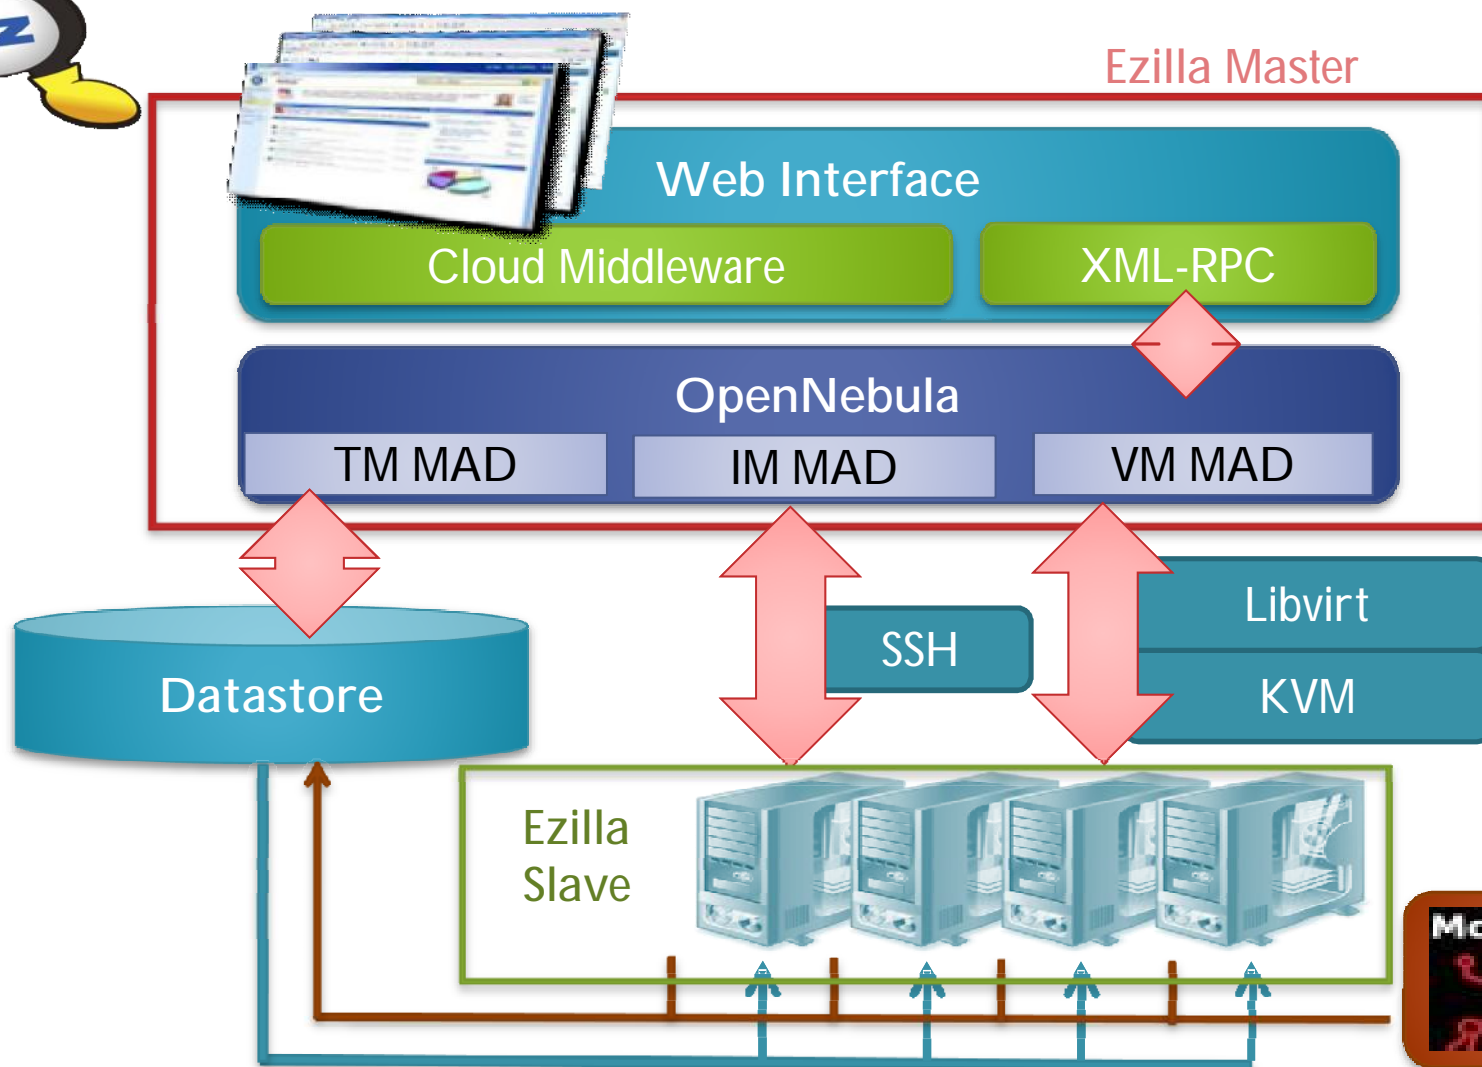 z
Ezilla Master
Web Interface
Cloud Middleware
XML-RPC
OpenNebula
TM MAD
IM MAD
VM MAD
Libvirt
SSH
KVM
Datastore
Ezilla
Slave